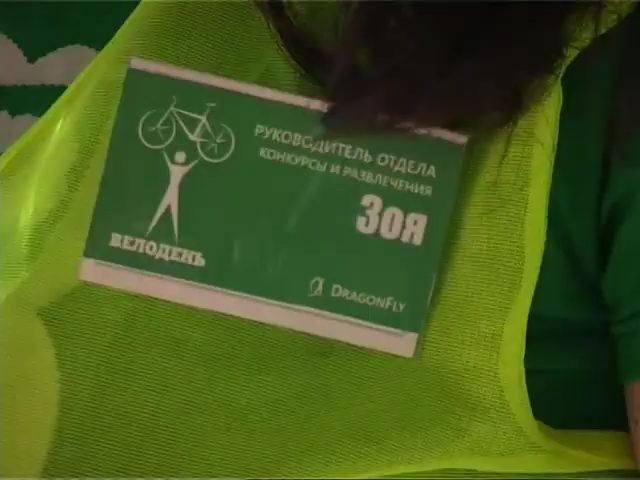 РУКОВОДИТЕЛЬ ОТДЕЛА
КОНКУРСЫ И РАЗВЛЕЧЕНИЯ
Зоя
ВЕЛОДЕНЬ
DRAGONFLY